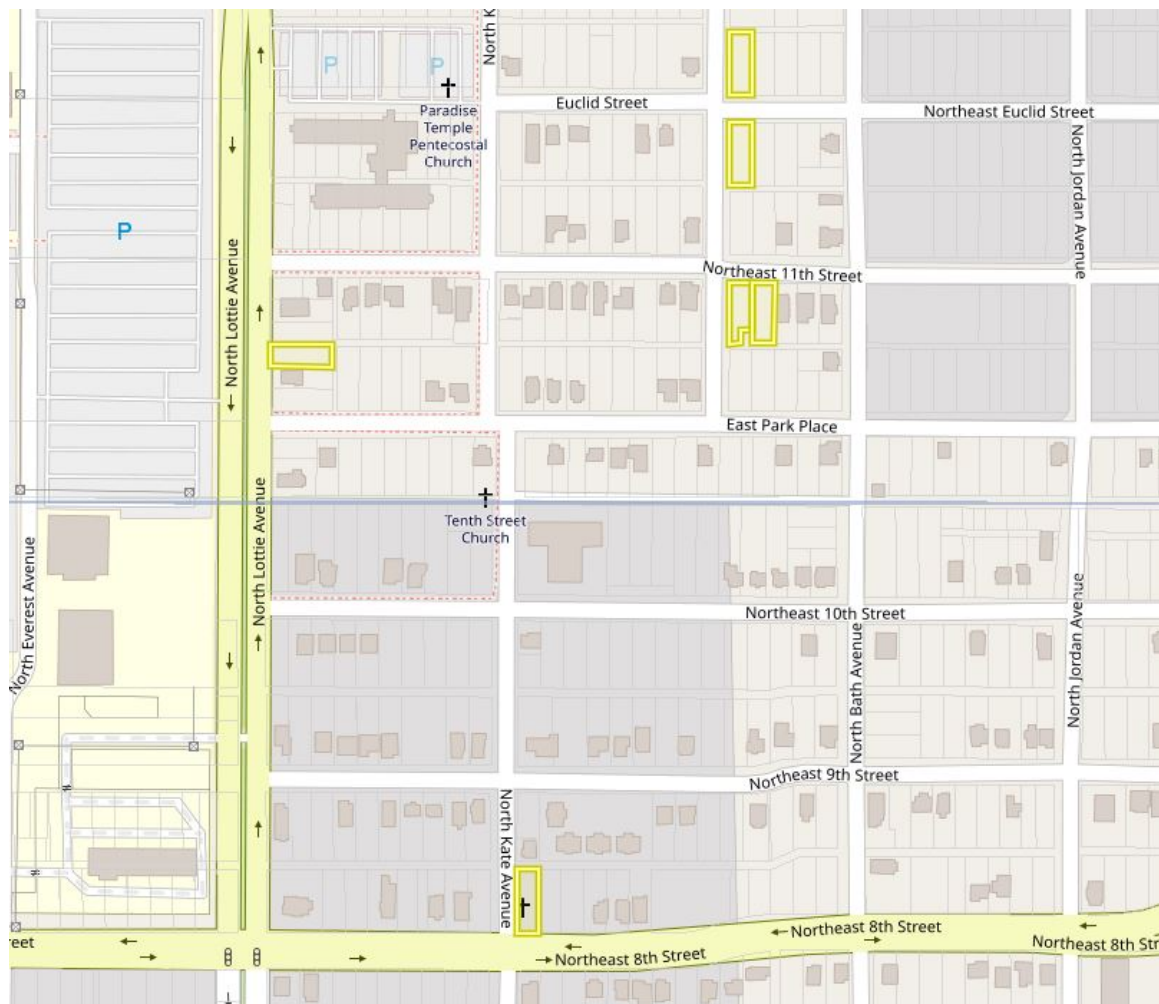 North K
P
P
Paradise
Temple
Pentecostal
Church
Euclid Street
Northeast Euclid Street
North Jordan Avenue
P
North Lottie Avenue
Northeast 11th Street
East Park Place
North Lottie Avenue
Tenth Street
Church
North Everest Avenue
Northeast 10th Street
North Bath Avenue
North Jordan Avenue
Northeast 9th Street
North Kate Avenue
reet
Northeast 8th Street
Northeast 8th Street
Northeast 8th Str